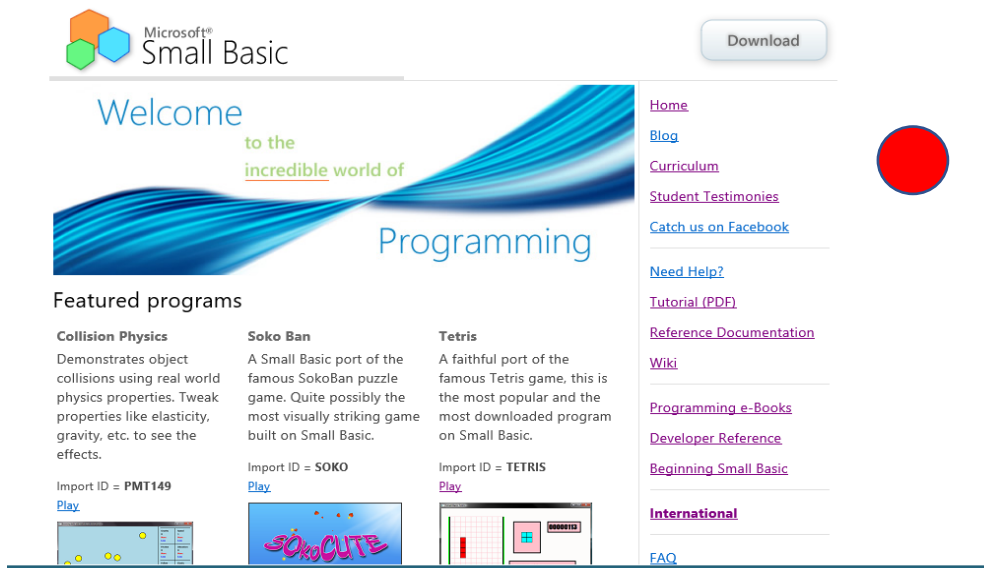 Microsoft®
Small Basic
Download
Welcome
to the
incredible world of
Programming
Home
Blog
Curriculum
Student Testimonies
Catch us on Facebook
Need Help?
Tutorial (PDF)
Reference Documentation
Wiki
Programming e-Books
Developer Reference
Beginning Small Basic
International
FAQ
Featured programs
Collision Physics
Demonstrates object
collisions using real world
physics properties. Tweak
properties like elasticity,
gravity, etc. to see the
effects.
Import ID = PMT149
Play
Soko Ban
A Small Basic port of the
famous SokoBan puzzle
game. Quite possibly the
most visually striking game
built on Small Basic.
Import ID = SOKO
Play
SOKOCUTE
Tetris
A faithful port of the
famous Tetris game, this is
the most popular and the
most downloaded program
on Small Basic.
Import ID = TETRIS
Play